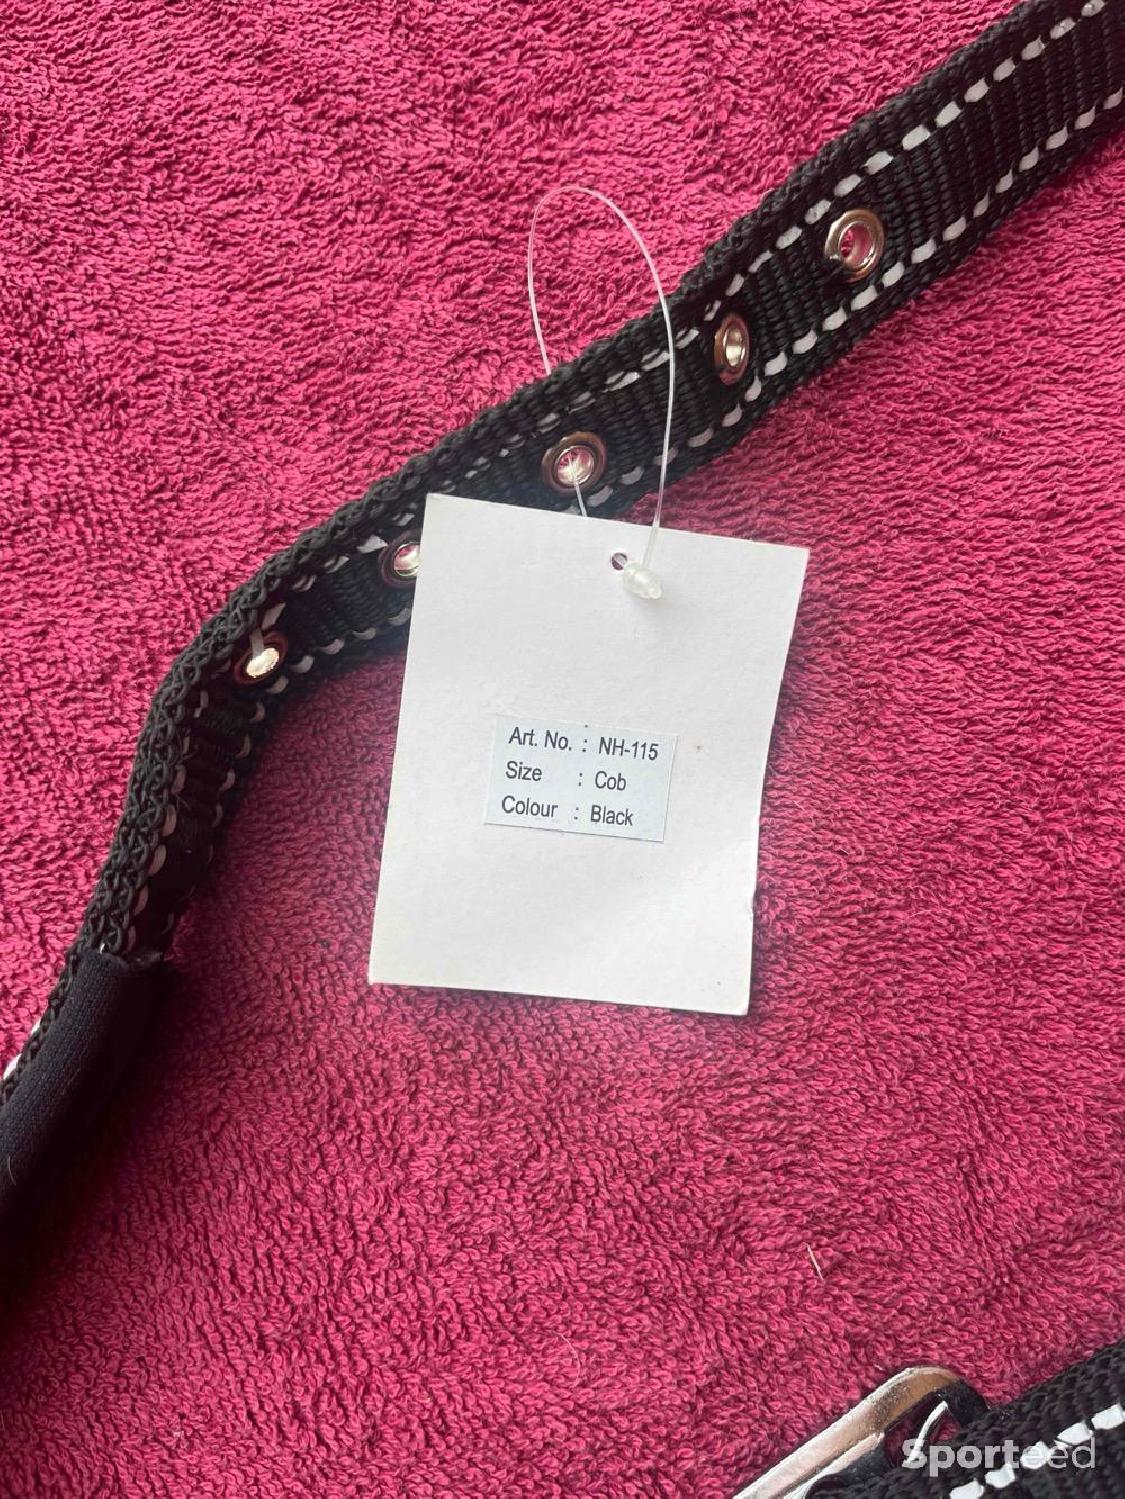 Art. No. : NH-115
Size : Cob
Colour : Black
Sporteed